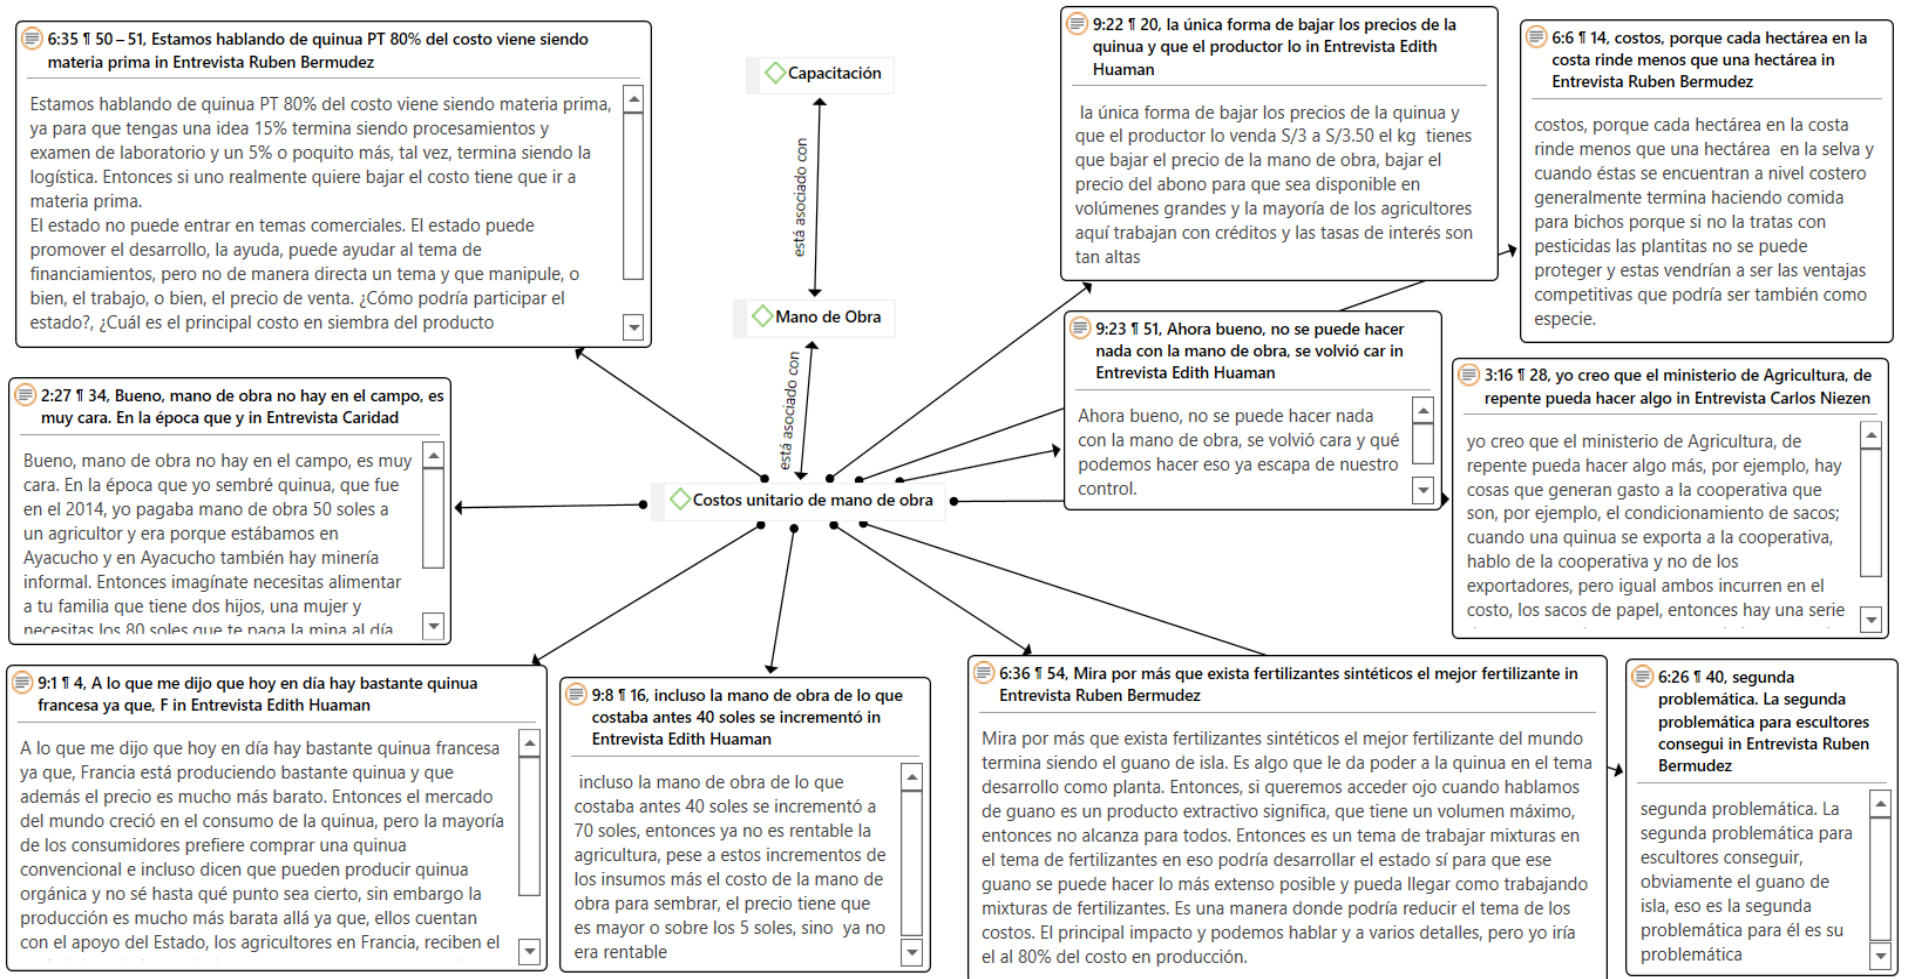 6:35 ¶ 50 – 51, Estamos hablando de quinua PT 80% del costo viene siendo
materia prima in Entrevista Ruben Bermudez
Estamos hablando de quinua PT 80% del costo viene siendo materia prima,
ya para que tengas una idea 15% termina siendo procesamientos y
examen de laboratorio y un 5% o poquito más, tal vez, termina siendo la
logística. Entonces si uno realmente quiere bajar el costo tiene que ir a
materia prima.
El estado no puede entrar en temas comerciales. El estado puede
promover el desarrollo, la ayuda, puede ayudar al tema de
financiamientos, pero no de manera directa un tema y que manipule, o
bien, el trabajo, o bien, el precio de venta. ¿Cómo podría participar el
estado?, ¿Cuál es el principal costo en siembra del producto
Capacitación
está asociado con
Mano de Obra
está asociado con
Costos unitario de mano de obra
9:22 ¶ 20, la única forma de bajar los precios de la
quinua y que el productor lo in Entrevista Edith
Huaman
la única forma de bajar los precios de la quinua y
que el productor lo venda S/3 a S/3.50 el kg tienes
que bajar el precio de la mano de obra, bajar el
precio del abono para que sea disponible en
volúmenes grandes y la mayoría de los agricultores
aquí trabajan con créditos y las tasas de interés son
tan altas
6:6 ¶ 14, costos, porque cada hectárea en la
costa rinde menos que una hectárea in
Entrevista Ruben Bermudez
costos, porque cada hectárea en la costa
rinde menos que una hectárea en la selva y
cuando éstas se encuentran a nivel costero
generalmente termina haciendo comida
para bichos porque si no la tratas con
pesticidas las plantitas no se puede
proteger y estas vendrían a ser las ventajas
competitivas que podría ser también como
especie.
9:23 ¶ 51, Ahora bueno, no se puede hacer
nada con la mano de obra, se volvió car in
Entrevista Edith Huaman
Ahora bueno, no se puede hacer nada
con la mano de obra, se volvió cara y qué
podemos hacer eso ya escapa de nuestro
control.
3:16 ¶ 28, yo creo que el ministerio de Agricultura, de
repente pueda hacer algo in Entrevista Carlos Niezen
yo creo que el ministerio de Agricultura, de
repente pueda hacer algo más, por ejemplo, hay
cosas que generan gasto a la cooperativa que
son, por ejemplo, el condicionamiento de sacos;
cuando una quinua se exporta a la cooperativa,
hablo de la cooperativa y no de los
exportadores, pero igual ambos incurren en el
costo, los sacos de papel, entonces hay una serie
2:27 ¶ 34, Bueno, mano de obra no hay en el campo, es
muy cara. En la época que y in Entrevista Caridad
Bueno, mano de obra no hay en el campo, es muy
cara. En la época que yo sembré quinua, que fue
en el 2014, yo pagaba mano de obra 50 soles a
un agricultor y era porque estábamos en
Ayacucho y en Ayacucho también hay minería
informal. Entonces imagínate necesitas alimentar
a tu familia que tiene dos hijos, una mujer y
necesitas los 80 soles que te paga la mina al día
9:1 ¶ 4, A lo que me dijo que hoy en día hay bastante quinua
francesa ya que, F in Entrevista Edith Huaman
A lo que me dijo que hoy en día hay bastante quinua francesa
ya que, Francia está produciendo bastante quinua y que
además el precio es mucho más barato. Entonces el mercado
del mundo creció en el consumo de la quinua, pero la mayoría
de los consumidores prefiere comprar una quinua
convencional e incluso dicen que pueden producir quinua
orgánica y no sé hasta qué punto sea cierto, sin embargo la
producción es mucho más barata allá ya que, ellos cuentan
con el apoyo del Estado, los agricultores en Francia, reciben el
9:8 ¶ 16, incluso la mano de obra de lo que
costaba antes 40 soles se incrementó in
Entrevista Edith Huaman
incluso la mano de obra de lo que
costaba antes 40 soles se incrementó a
70 soles, entonces ya no es rentable la
agricultura, pese a estos incrementos de
los insumos más el costo de la mano de
obra para sembrar, el precio tiene que
es mayor o sobre los 5 soles, sino ya no
era rentable
6:36 ¶ 54, Mira por más que exista fertilizantes sintéticos el mejor fertilizante in
Entrevista Ruben Bermudez
Mira por más que exista fertilizantes sintéticos el mejor fertilizante del mundo
termina siendo el guano de isla. Es algo que le da poder a la quinua en el tema
desarrollo como planta. Entonces, si queremos acceder ojo cuando hablamos
de guano es un producto extractivo significa, que tiene un volumen máximo,
entonces no alcanza para todos. Entonces es un tema de trabajar mixturas en
el tema de fertilizantes en eso podría desarrollar el estado sí para que ese
guano se puede hacer lo más extenso posible y pueda llegar como trabajando
mixturas de fertilizantes. Es una manera donde podría reducir el tema de los
costos. El principal impacto y podemos hablar y a varios detalles, pero yo iría
el al 80% del costo en producción.
6:26 ¶ 40, segunda
problemática. La segunda
problemática para escultores
consegui in Entrevista Ruben
Bermudez
segunda problemática. La
segunda problemática para
escultores conseguir,
obviamente el guano de
isla, eso es la segunda
problemática para él es su
problemática